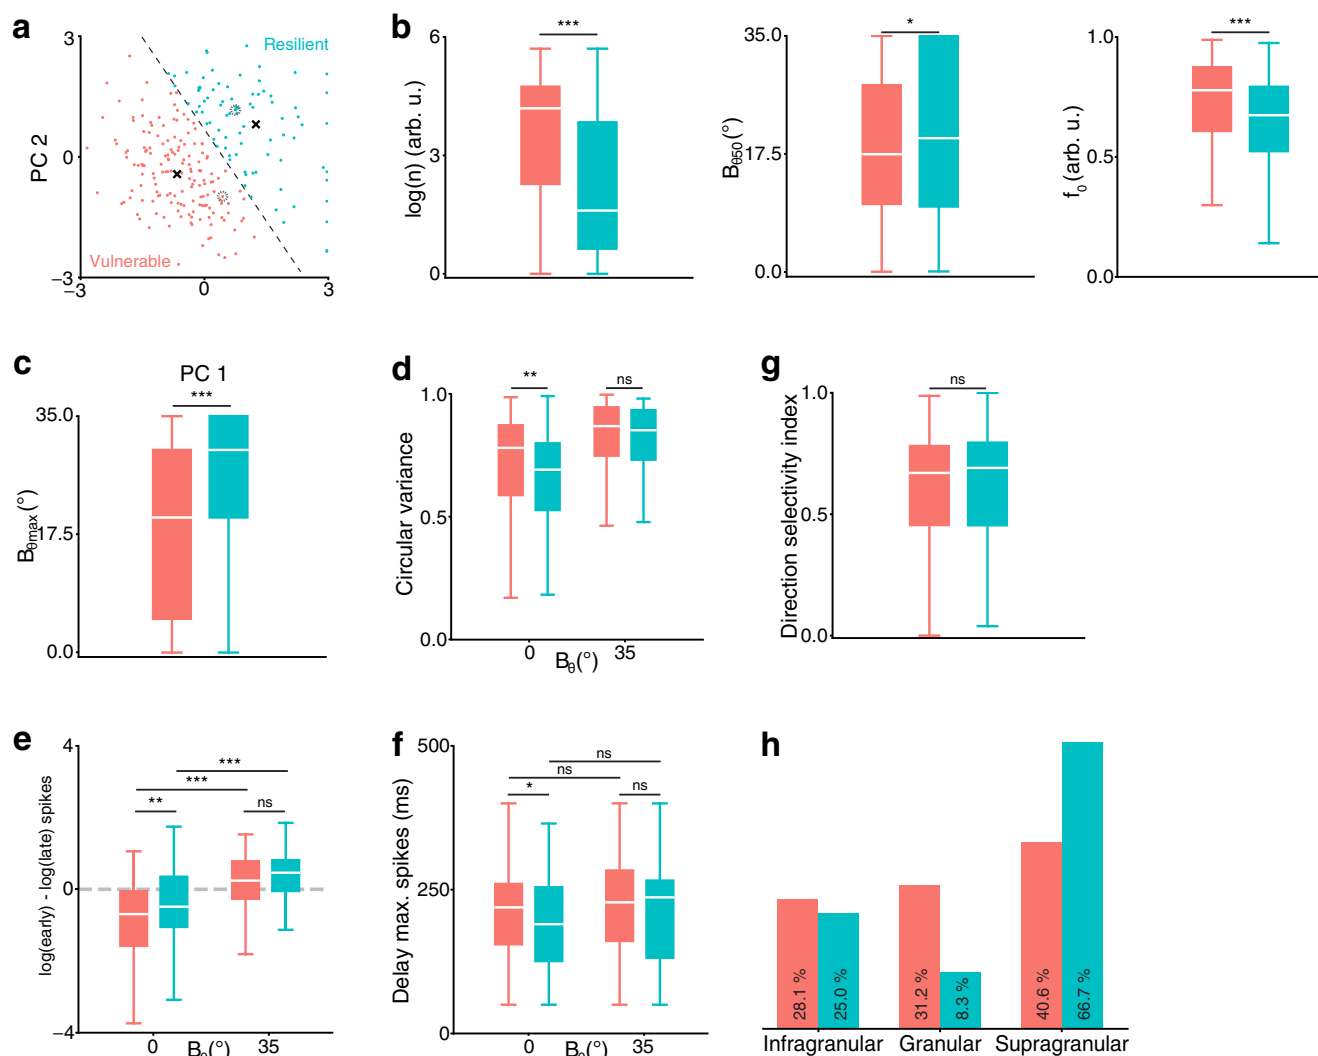 a
3
0
−3
−3
0
3
PC 2
PC 1
Resilient
Vulnerable
b
***
6
3
0
log(n) (arb. u.)
*
35.0
17.5
0.0
Bθ50(°)
***
1.0
0.5
0.0
f0 (arb. u.)
c
***
35.0
17.5
0.0
Bθmax(°)
d
**
ns
1.0
0.5
0.0
Circular variance
0
35
Bθ(°)
g
ns
1.0
0.5
0.0
Direction selectivity index
e
***
***
**
ns
4
0
−4
log(early) - log(late) spikes
0
35
Bθ(°)
f
ns
ns
*
ns
500
250
0
Delay max. spikes (ms)
0
35
Bθ(°)
h
28.1 %
25.0 %
31.2 %
8.3 %
40.6 %
66.7 %
Infragranular Granular Supragranular